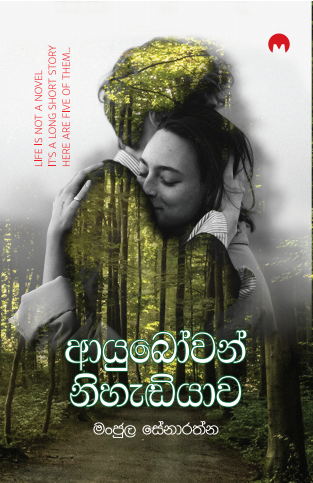 LIFE IS NOT A NOVEL
IT'S A LONG SHORT STORY
HERE ARE FIVE OF THEM...
ආයුබෝවන්
නිහැඬියාව
මංජුල සේනාරත්න